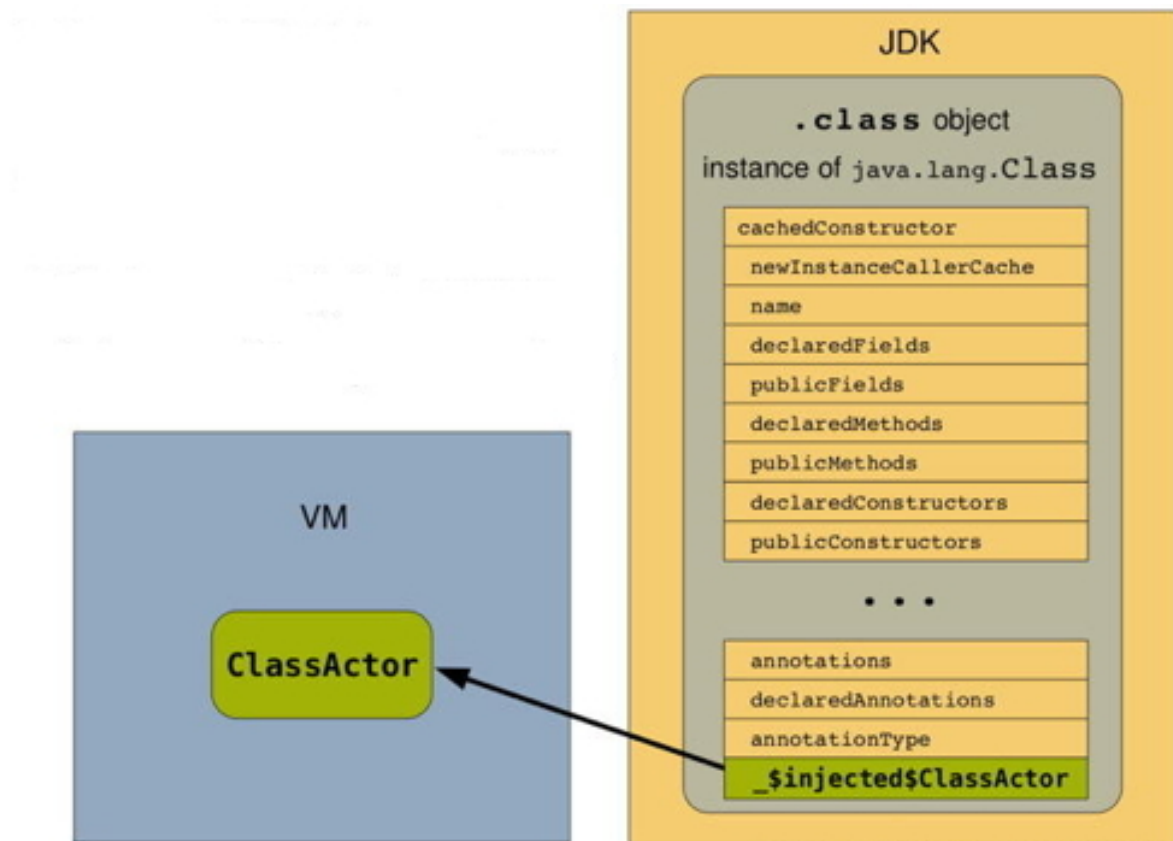 JDK
.class object
instance of java.lang.Class
cachedConstructor
newInstanceCallerCache
name
declaredFields
publicFields
declaredMethods
publicMethods
declaredConstructors
publicConstructors
...
annotations
declaredAnnotations
annotationType
_$injected$ClassActor
VM
ClassActor